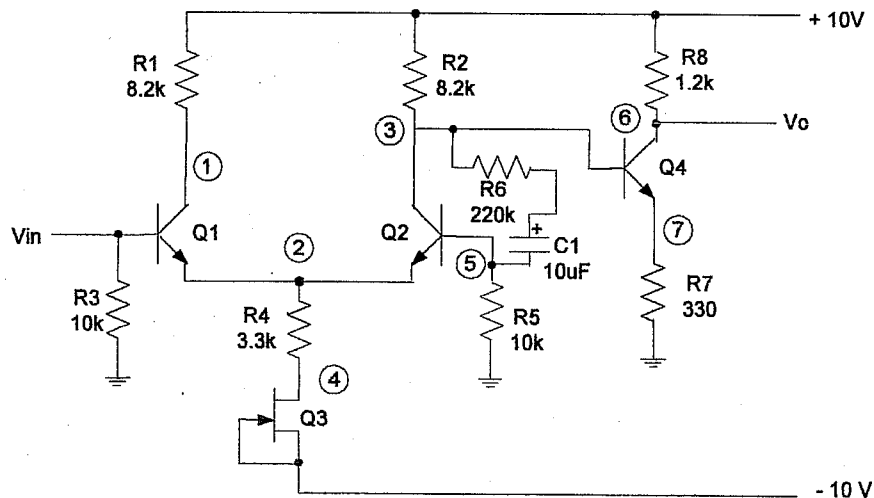 + 10V
R1
8.2k
R2
8.2k
R8
1.2k
3
6
Vo
1
R6
220k
Q4
Vin
Q1
2
Q2
+
C1
10uF
5
7
R3
10k
R4
3.3k
R5
10k
R7
330
4
Q3
- 10 V